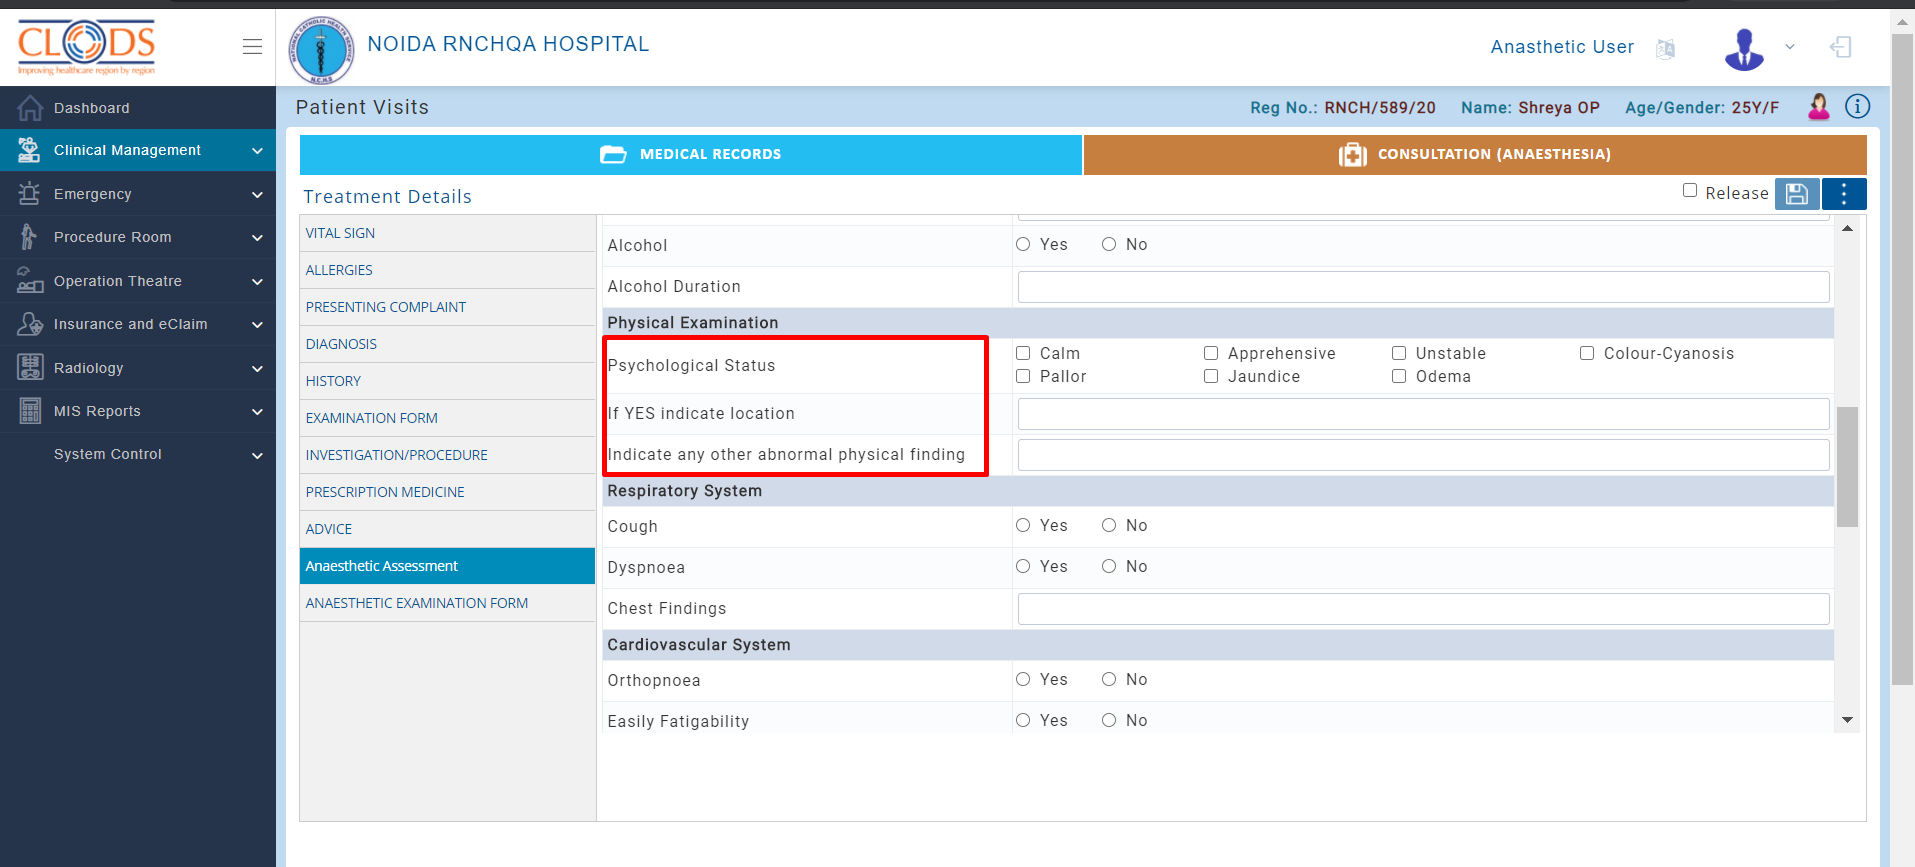 CLODS
Improving healthcare region by region
NOIDA RNCHQA HOSPITAL
Anasthetic User
Dashboard
Clinical Management
Emergency
Procedure Room
Operation Theatre
Insurance and eClaim
Radiology
MIS Reports
System Control
Patient Visits
Reg No.: RNCH/589/20 Name: Shreya OP Age/Gender: 25Y/F
MEDICAL RECORDS
CONSULTATION (ANAESTHESIA)
Treatment Details
Release
VITAL SIGN
ALLERGIES
PRESENTING COMPLAINT
DIAGNOSIS
HISTORY
EXAMINATION FORM
INVESTIGATION/PROCEDURE
PRESCRIPTION MEDICINE
ADVICE
Anaesthetic Assessment
ANAESTHETIC EXAMINATION FORM
Alcohol Yes No
Alcohol Duration
Physical Examination
Psychological Status
Calm Apprehensive Unstable Colour-Cyanosis
Pallor Jaundice Odema
If YES indicate location
Indicate any other abnormal physical finding
Respiratory System
Cough Yes No
Dyspnoea Yes No
Chest Findings
Cardiovascular System
Orthopnoea Yes No
Easily Fatigability Yes No